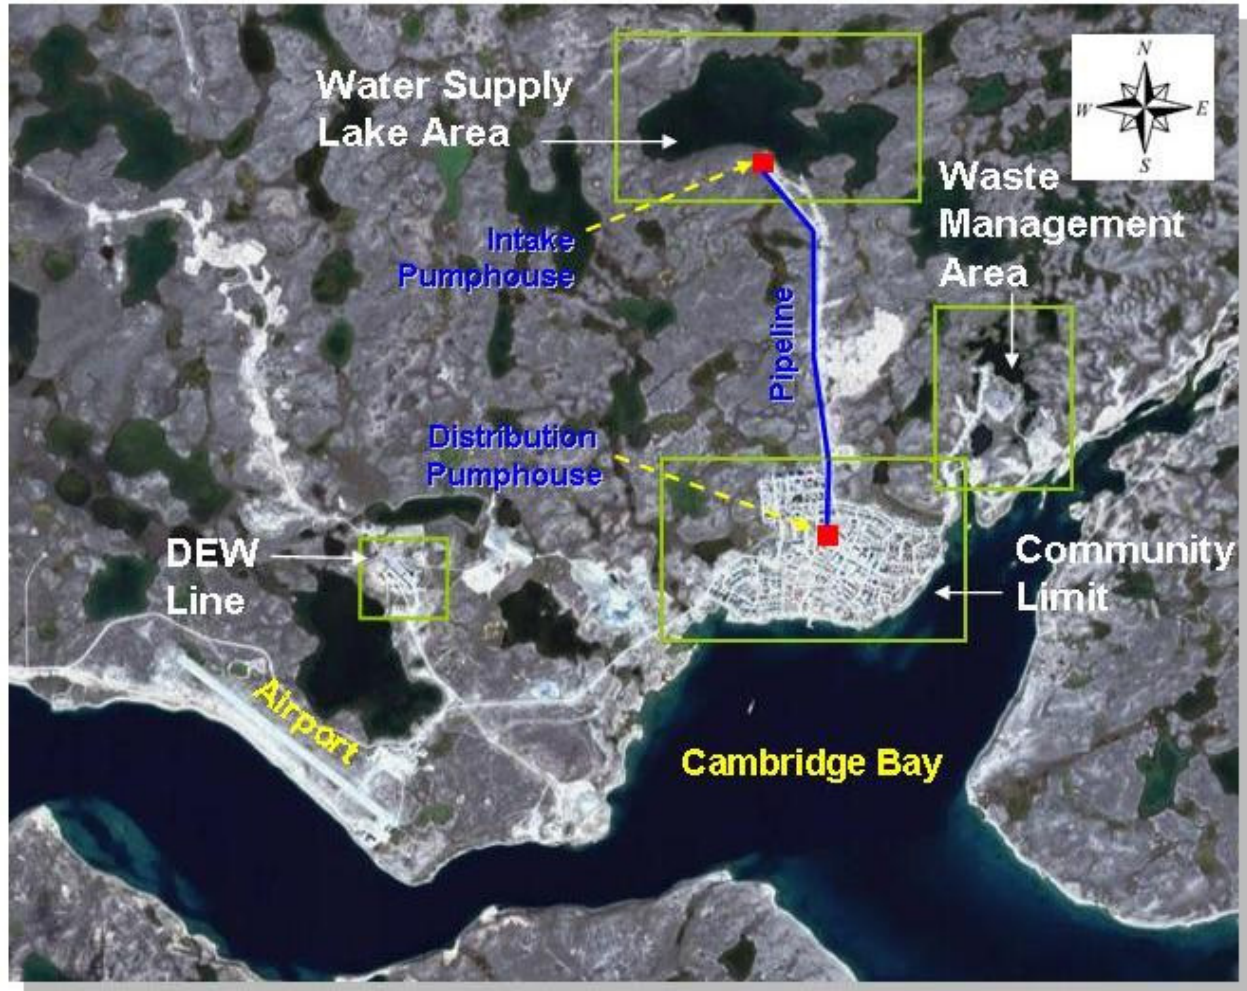 N
W
E
S
Water Supply
Lake Area
Waste
Management
Area
Intake
Pumphouse
Pipeline
Distribution
Pumphouse
DEW
Line
Community
Limit
Airport
Cambridge Bay